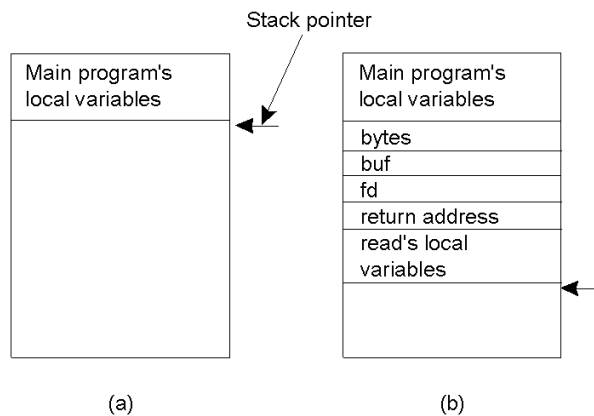 Stack pointer
Main program's
local variables
Main program's
local variables
bytes
buf
fd
return address
read's local
variables
(a)
(b)